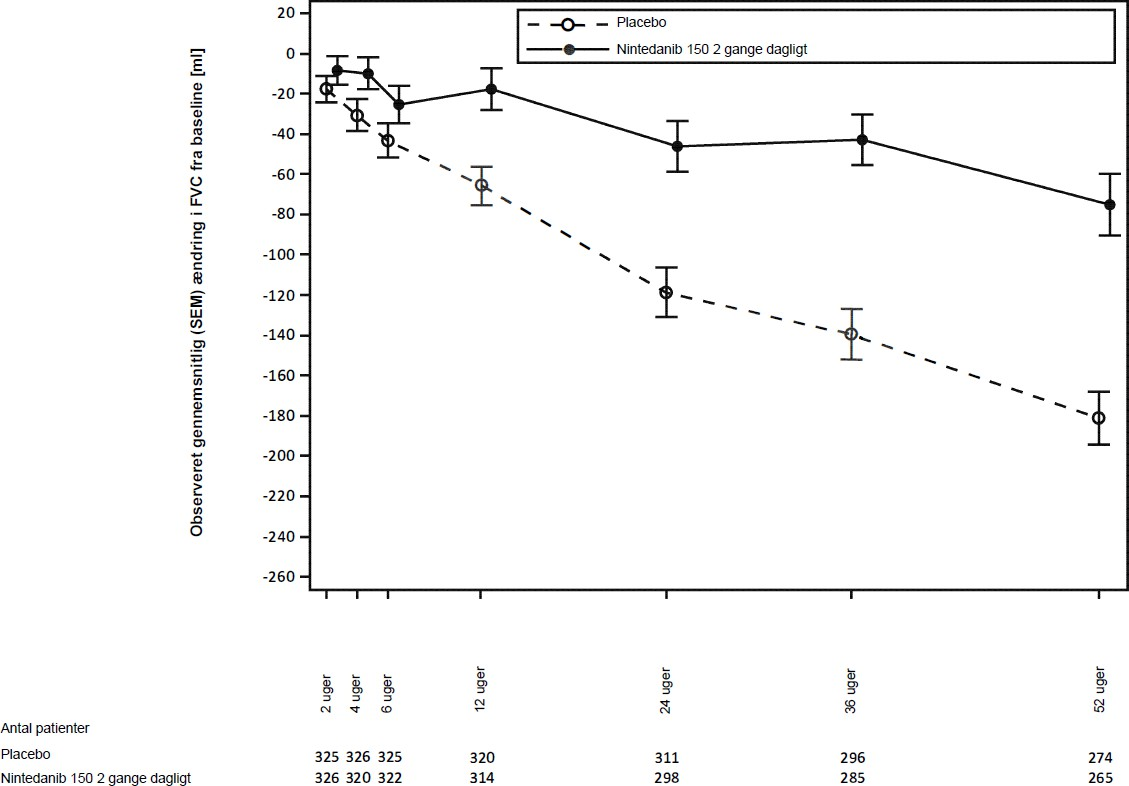 Placebo
Nintedanib 150 2 gange dagligt
Observeret gennemsnitlig (SEM) ændring i FVC fra baseline [ml]
20
0
-20
-40
-60
-80
-100
-120
-140
-160
-180
-200
-220
-240
-260
2 uger 4 uger 6 uger 12 uger 24 uger 36 uger 52 uger
Antal patienter
Placebo 325 326 325 320 311 296 274
Nintedanib 150 2 gange dagligt 326 320 322 314 298 285 265